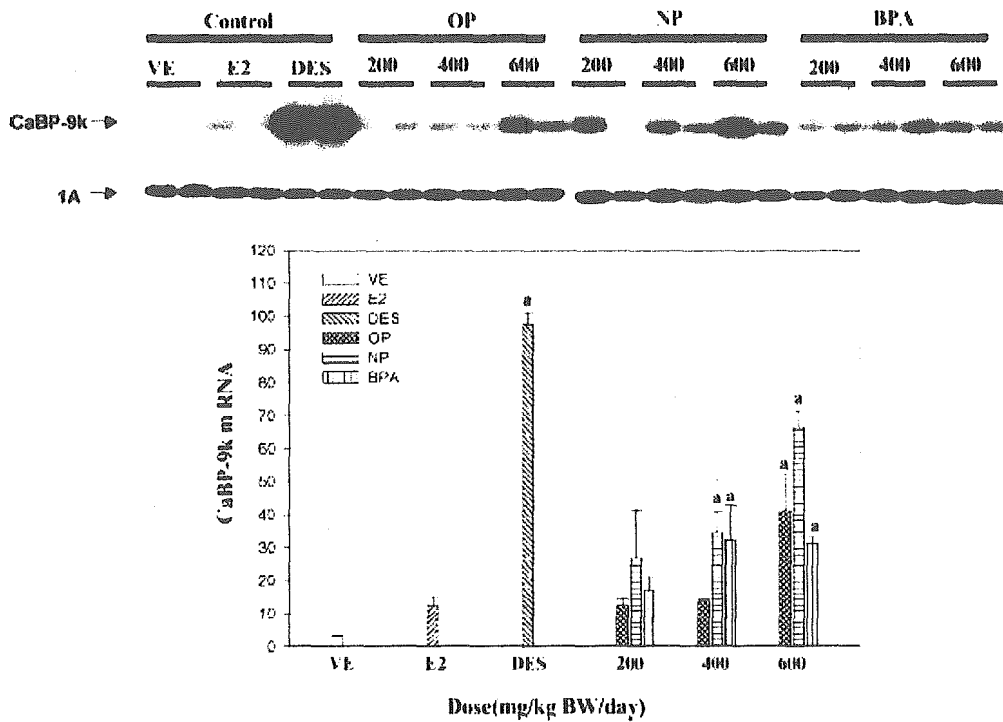 Control OP NP BPA
VE E2 DES 200 400 600 200 400 600 200 400 600
CaBP-9k
1A
120
110
100
90
80
70
60
50
40
30
20
10
0
VE
E2
DES
OP
NP
BPA
a
a a
a a a
CaBP-9k m RNA
VE E2 DES 200 400 600
Dose(mg/kg BW/day)